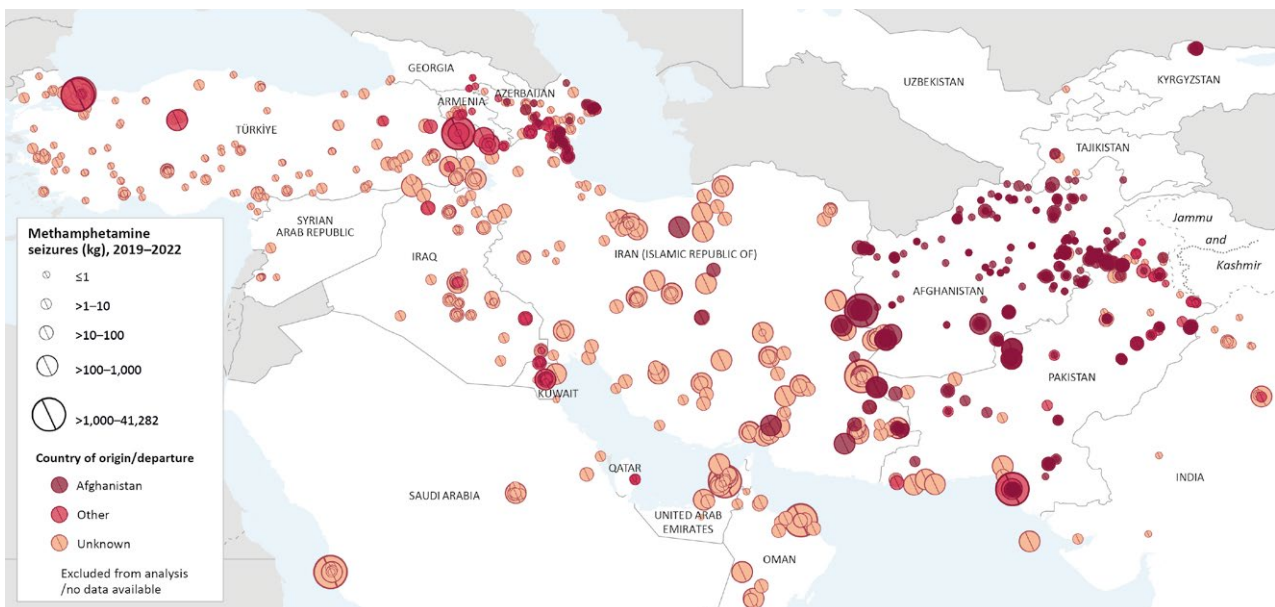 GEORGIA
UZBEKISTAN
KYRGYZSTAN
AZERBAIJAN
ARMENIA
TÜRKİYE
TAJIKISTAN
SYRIAN
ARAB REPUBLIC
Jammu
and
Kashmir
IRAQ
IRAN (ISLAMIC REPUBLIC OF)
AFGHANISTAN
PAKISTAN
KUWAIT
QATAR
SAUDI ARABIA
UNITED ARAB
EMIRATES
OMAN
INDIA
Methamphetamine
seizures (kg), 2019–2022
≤1
>1–10
>10–100
>100–1,000
>1,000–41,282
Country of origin/departure
Afghanistan
Other
Unknown
Excluded from analysis
/no data available